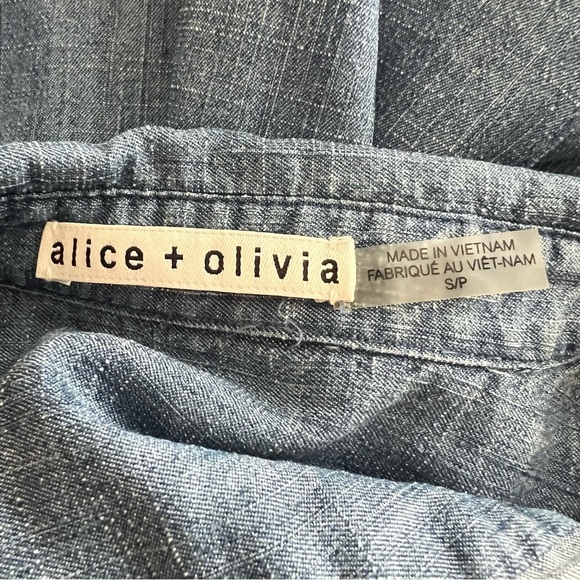 alice + olivia
MADE IN VIETNAM
FABRIQUÉ AU VIÊT-NAM
S/P